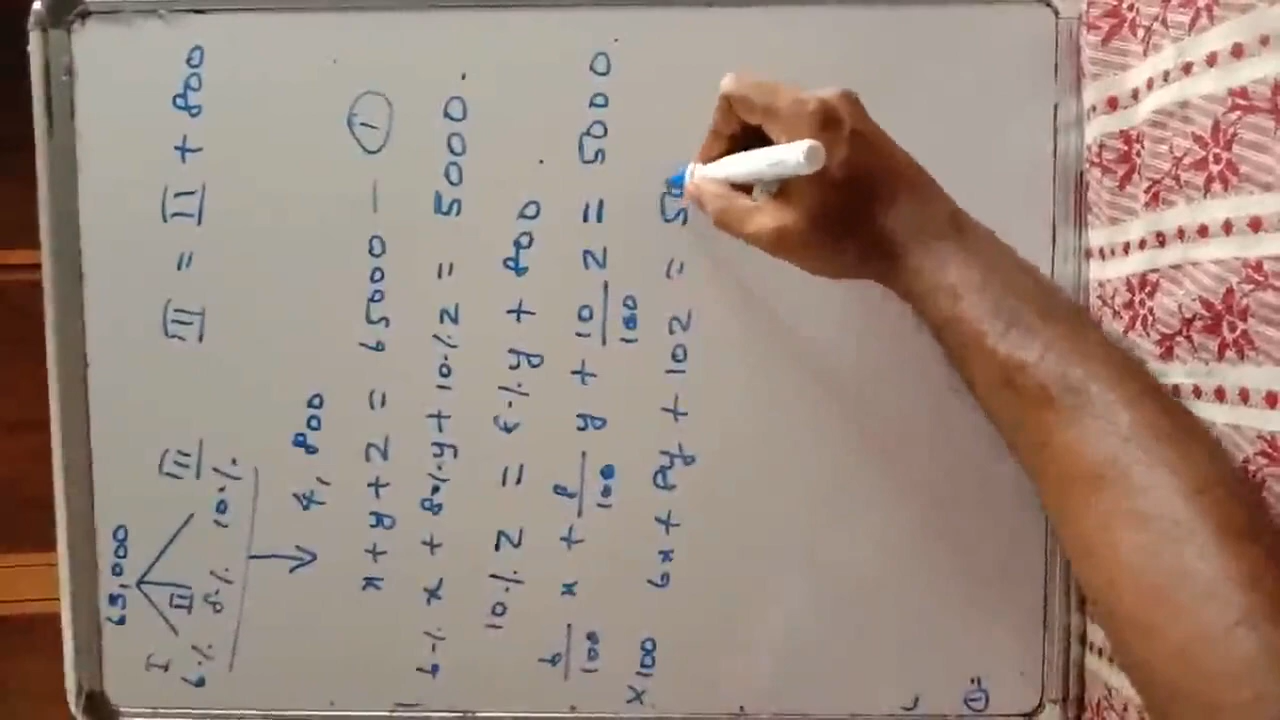 65,000
I II III III = II + 800
6% 8% 10%
4,800
x + y + z = 65000 — ①
6% x + 8% y + 10% z = 5000.
10% z = 8% y + 800.
6/100 x + 8/100 y + 10/100 z = 5000.
×100 6x + 8y + 10z = 50